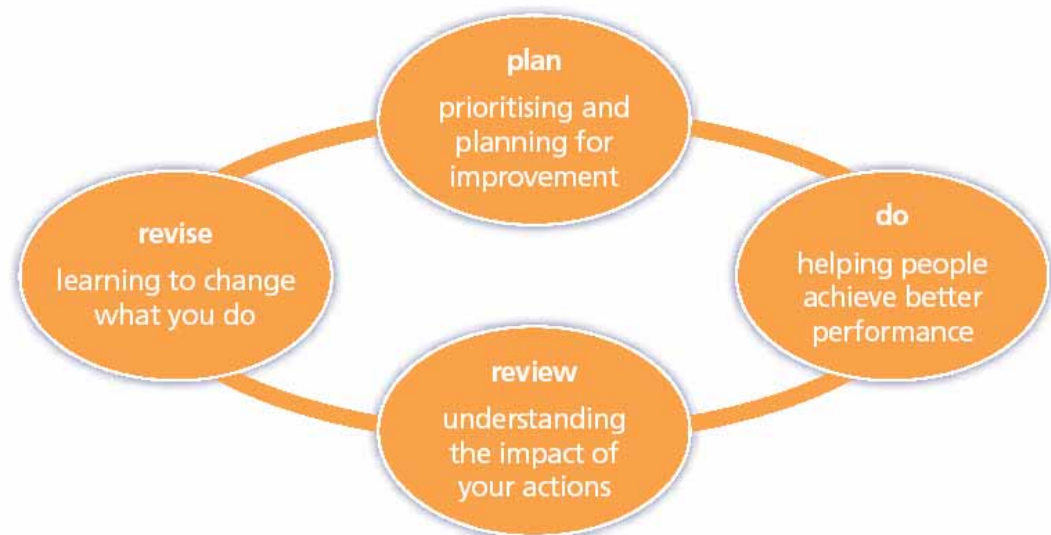 plan
prioritising and
planning for
improvement
do
helping people
achieve better
performance
review
understanding
the impact of
your actions
revise
learning to change
what you do